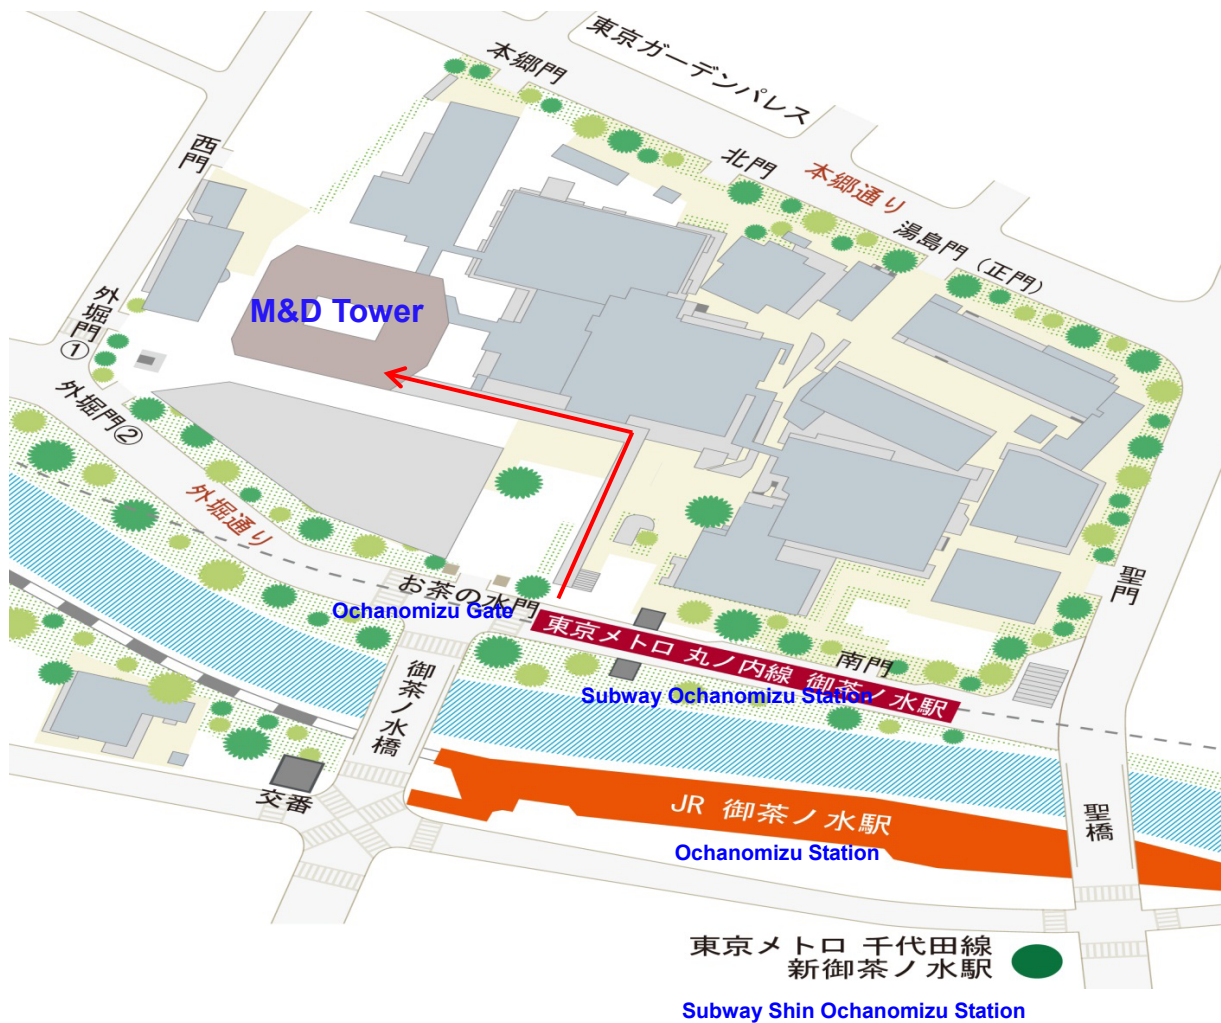 東京ガーデンパレス
本郷門
西門
北門
本郷通り
湯島門（正門）
M&D Tower
外堀門①
外堀門②
外堀通り
お茶の水門
Ochanomizu Gate
聖門
東京メトロ 丸ノ内線 御茶ノ水駅
南門
Subway Ochanomizu Station
御茶ノ水橋
交番
JR 御茶ノ水駅
聖橋
Ochanomizu Station
東京メトロ 千代田線
新御茶ノ水駅
Subway Shin Ochanomizu Station